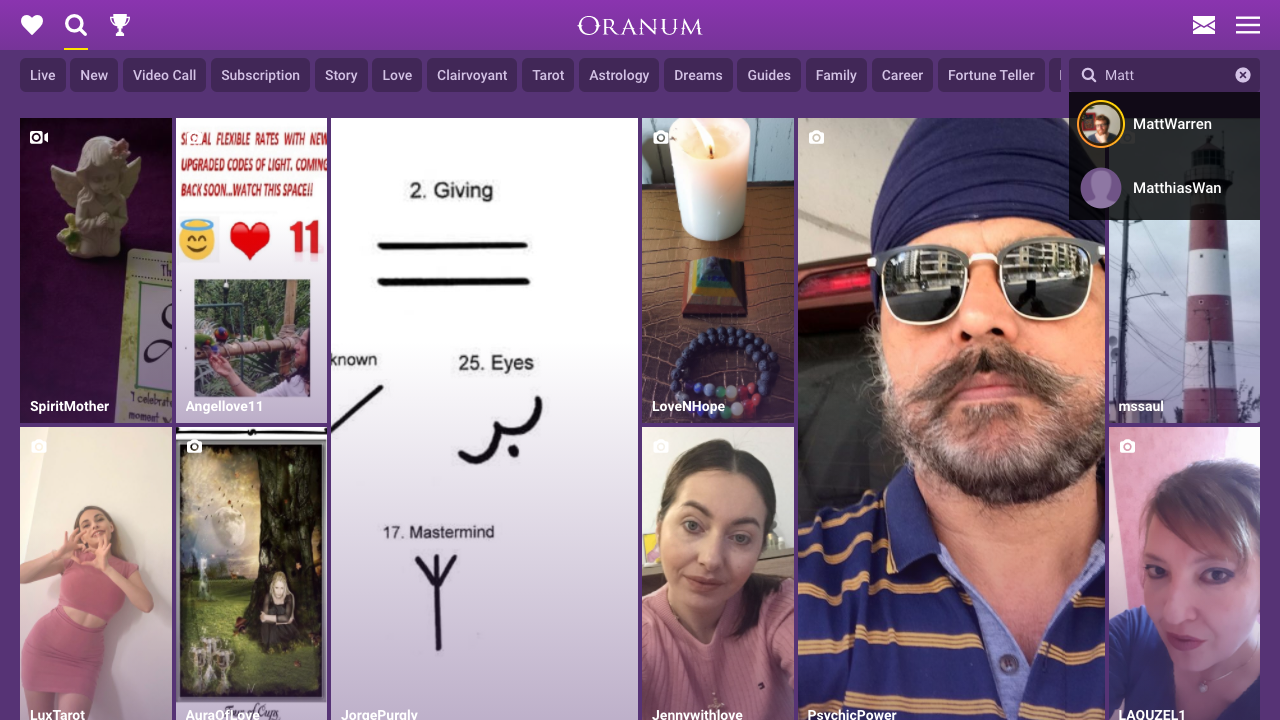 ORANUM
Live
New
Video Call
Subscription
Story
Love
Clairvoyant
Tarot
Astrology
Dreams
Guides
Family
Career
Fortune Teller
Matt
MattWarren
MatthiasWan
SpiritMother
FLEXIBLE RATES WITH NEW
UPGRADED CODES OF LIGHT. COMING
BACK SOON...WATCH THIS SPACE!!
11
Angellove11
2. Giving
known
25. Eyes
17. Mastermind
LoveNHope
mssaul
LuxTarot
AuraOfLove
JorgePurgly
Jennywithlove
PsychicPower
LAOUZEL1